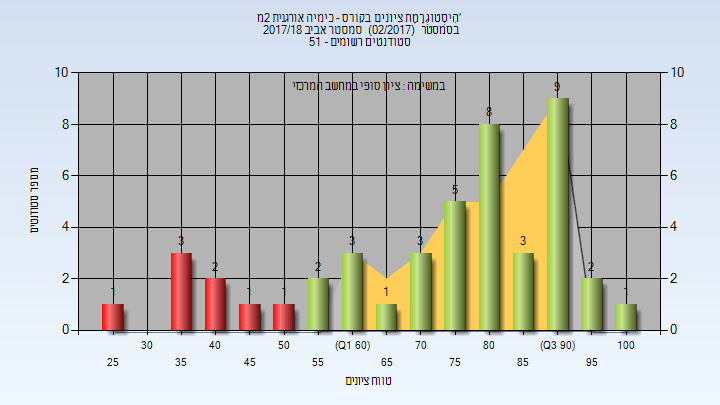 'הִיסְטוֹגְרָמַת ציונים בקורס - כימיה אורגנית 2מ
בסמסטר (02/2017) סמסטר אביב 2017/18
סטודנטים רשומים - 51
במשימה : ציון סופי במחשב המרכזי
מספר סטודנטים
10 10
8 8
6 6
4 4
2 2
0 0
1 3 2 1 1 2 3 1 3 5 8 3 9 2 1
30 40 50 (Q1 60) 70 80 (Q3 90) 100
25 35 45 55 65 75 85 95
טווח ציונים